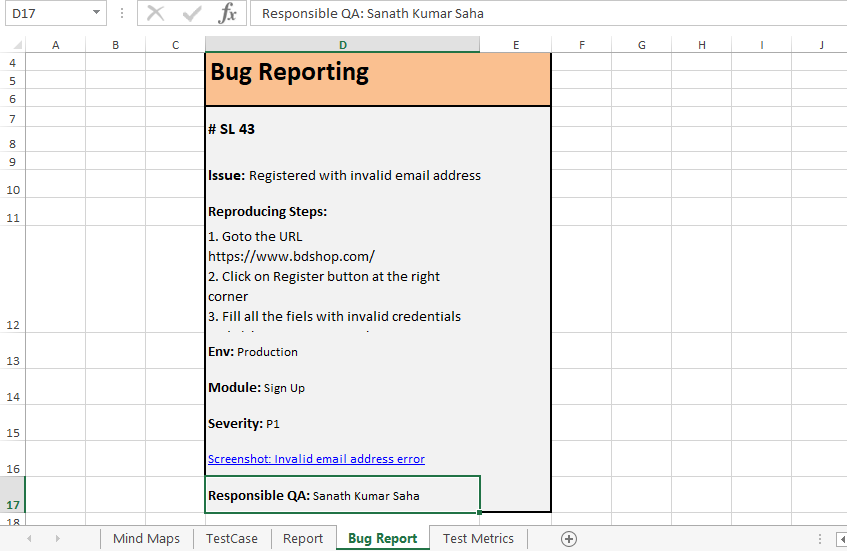 D17
fx
Responsible QA: Sanath Kumar Saha
A B C D E F G H I J
4
Bug Reporting
5
6
7
# SL 43
8
9
Issue: Registered with invalid email address
10
Reproducing Steps:
11
1. Goto the URL
https://www.bdshop.com/
2. Click on Register button at the right
corner
3. Fill all the fiels with invalid credentials
12
Env: Production
13
Module: Sign Up
14
Severity: P1
15
Screenshot: Invalid email address error
16
Responsible QA: Sanath Kumar Saha
17
18
Mind Maps TestCase Report Bug Report Test Metrics